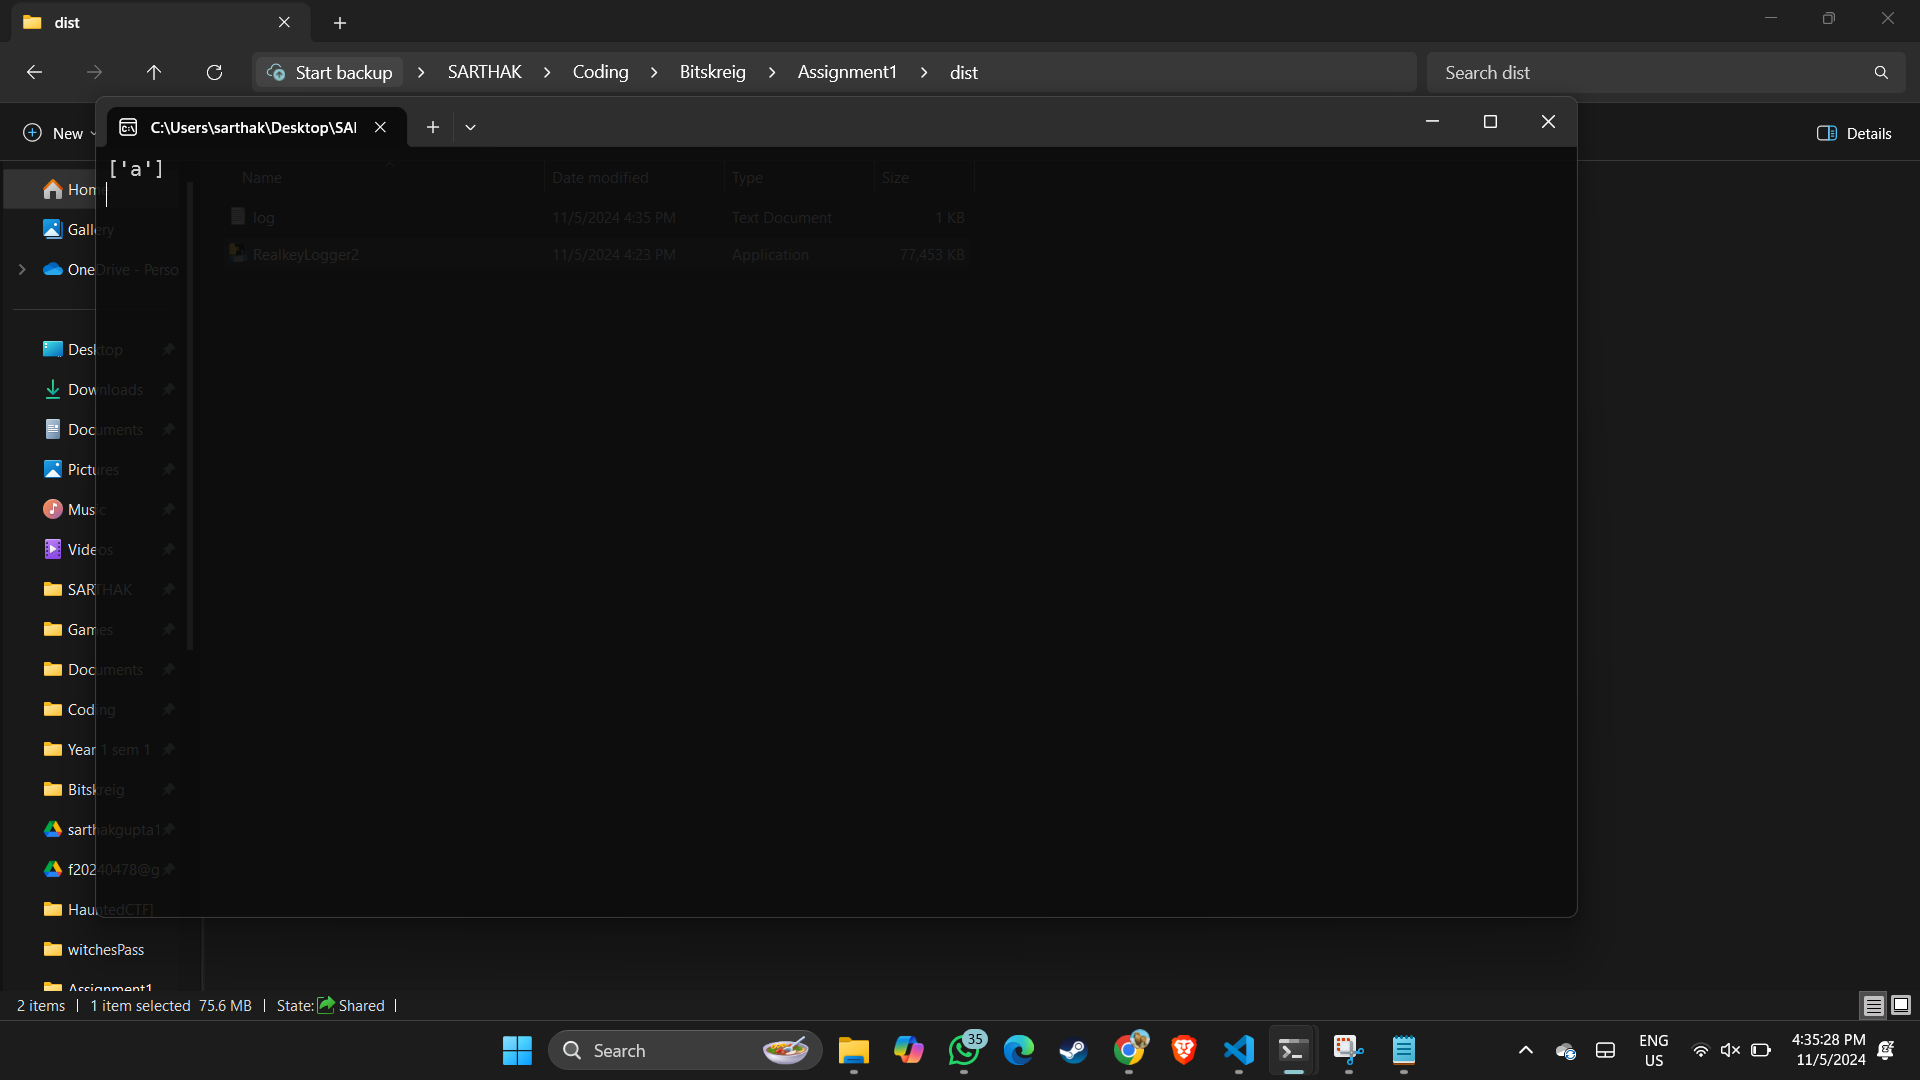 dist
Start backup > SARTHAK > Coding > Bitskreig > Assignment1 > dist
Search dist
New
C:\Users\sarthak\Desktop\SAI
Details
['a']
Name Date modified Type Size
log 11/5/2024 4:35 PM Text Document 1 KB
RealkeyLogger2 11/5/2024 4:23 PM Application 77,453 KB
Home
Gallery
OneDrive - Perso
Desktop
Downloads
Documents
Pictures
Music
Videos
SARTHAK
Games
Documents
Coding
Year 1 sem 1
Bitskreig
sarthakgupta1
f20240478@g
HauntedCTF]
witchesPass
Assignment1
2 items | 1 item selected 75.6 MB | State: Shared |
Search
35
ENG
US
4:35:28 PM
11/5/2024